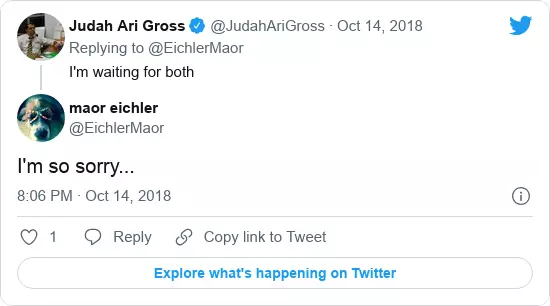 Judah Ari Gross @JudahAriGross · Oct 14, 2018
Replying to @EichlerMaor
I'm waiting for both
maor eichler
@EichlerMaor
I'm so sorry...
8:06 PM · Oct 14, 2018
1 Reply Copy link to Tweet
Explore what's happening on Twitter